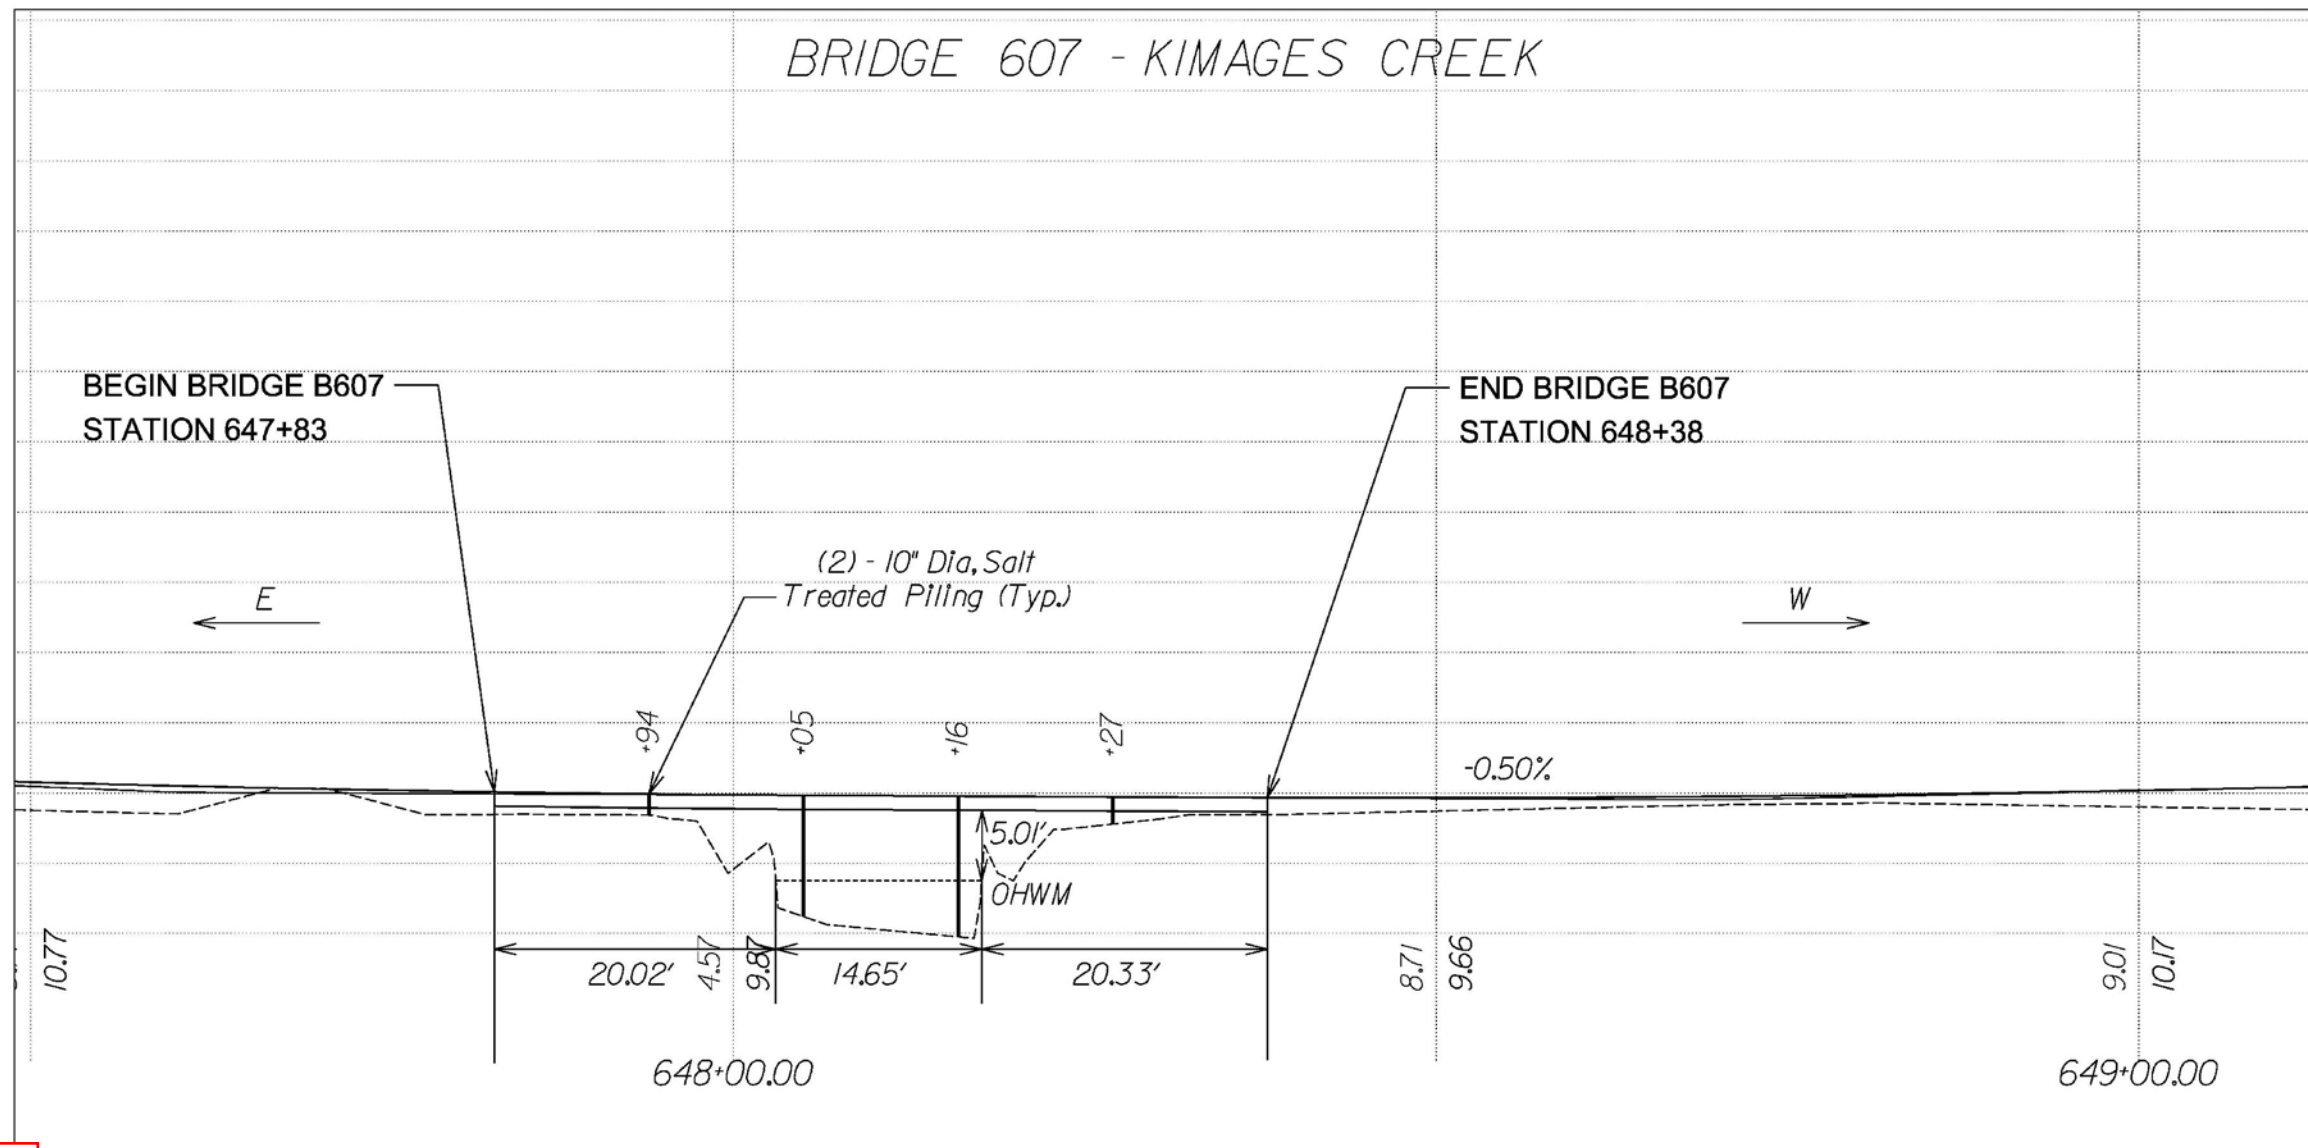 BRIDGE 607 - KIMAGES CREEK
BEGIN BRIDGE B607
STATION 647+83
END BRIDGE B607
STATION 648+38
(2) - 10" Dia, Salt
Treated Piling (Typ.)
E
W
+94
+05
+16
+27
-0.50%
5.01'
OHWM
10.77
20.02'
4.57
9.87
14.65'
20.33'
8.71
9.66
9.01
10.17
648+00.00
649+00.00